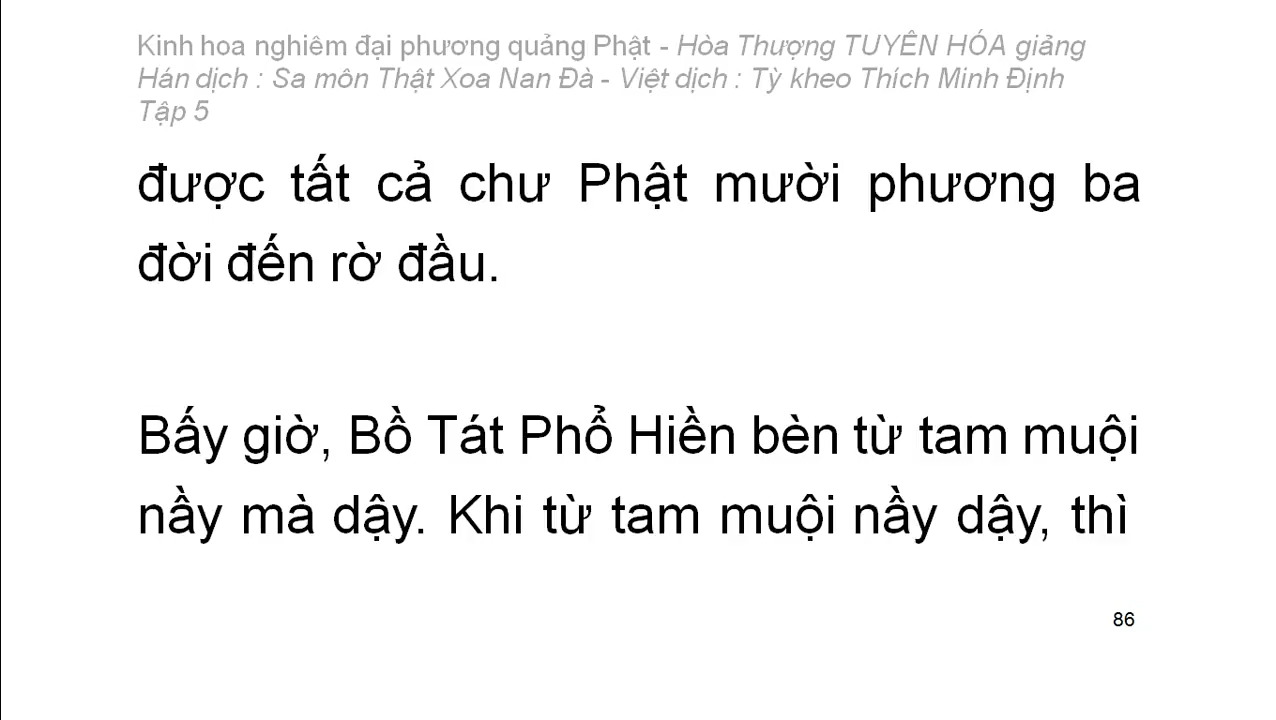 Kinh hoa nghiêm đại phương quảng Phật - Hòa Thượng TUYÊN HÓA giảng
Hán dịch : Sa môn Thật Xoa Nan Đà - Việt dịch : Tỳ kheo Thích Minh Định
Tập 5
được tất cả chư Phật mười phương ba
đời đến rờ đầu.
Bấy giờ, Bồ Tát Phổ Hiền bèn từ tam muội
nầy mà dậy. Khi từ tam muội nầy dậy, thì
86